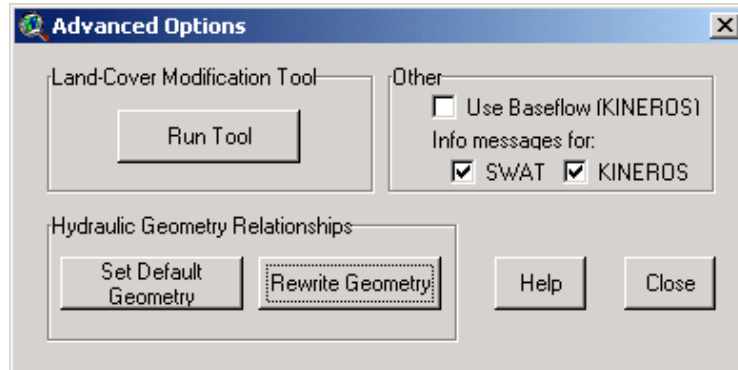 Advanced Options
Land-Cover Modification Tool
Run Tool
Other
Use Baseflow (KINEROS)
Info messages for:
SWAT
KINEROS
Hydraulic Geometry Relationships
Set Default
Geometry
Rewrite Geometry
Help
Close